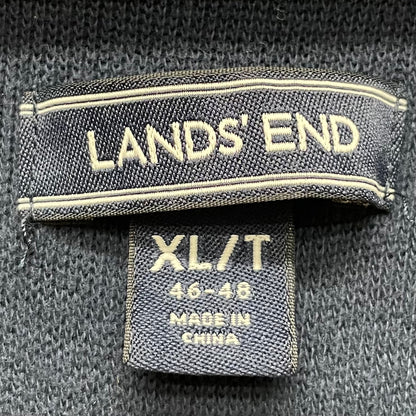 LANDS' END
XL/T
46-48
MADE IN
CHINA